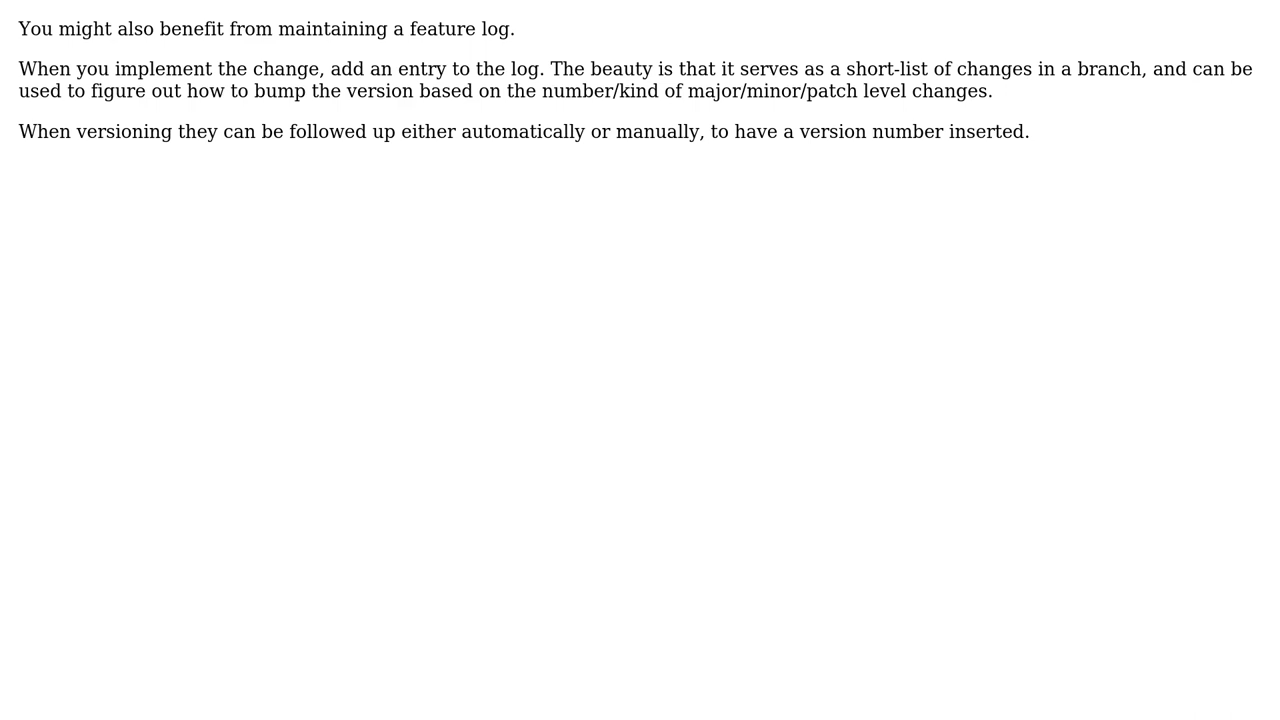 You might also benefit from maintaining a feature log.
When you implement the change, add an entry to the log. The beauty is that it serves as a short-list of changes in a branch, and can be
used to figure out how to bump the version based on the number/kind of major/minor/patch level changes.
When versioning they can be followed up either automatically or manually, to have a version number inserted.